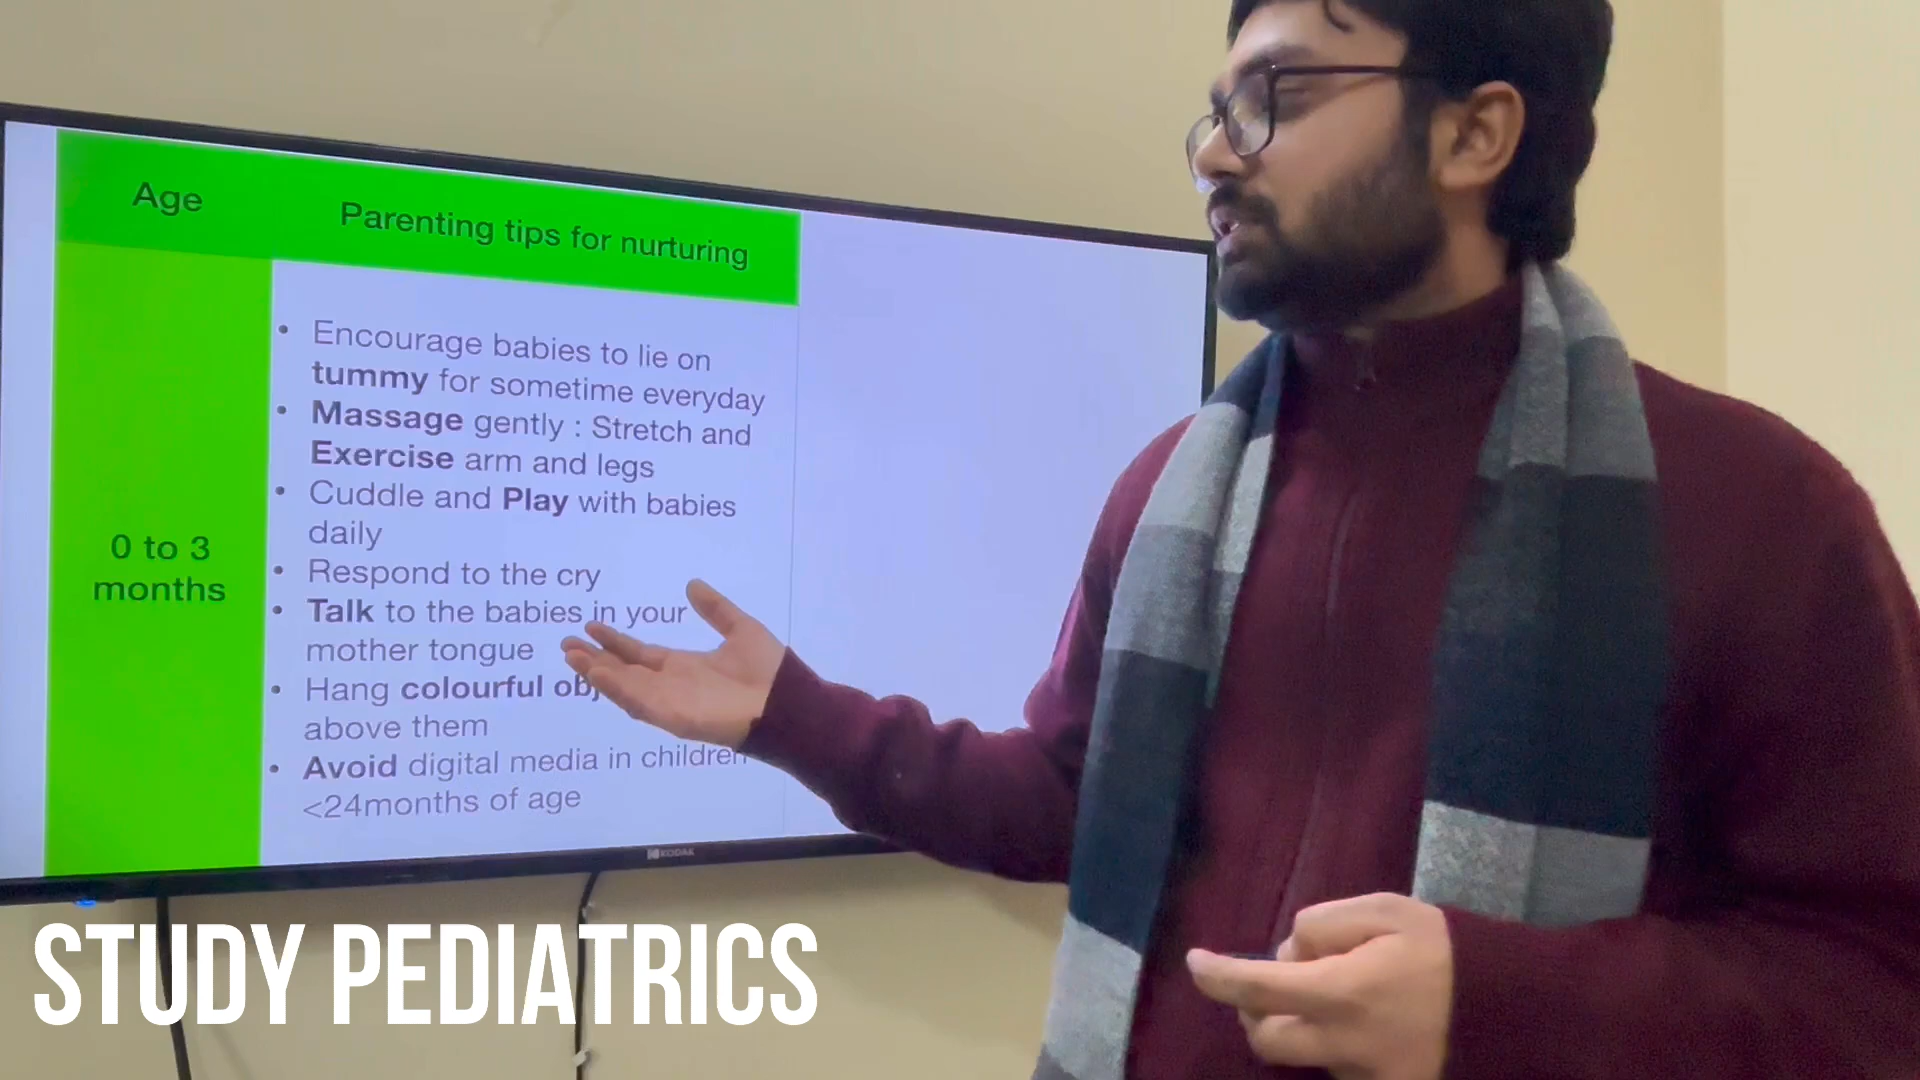 Age
Parenting tips for nurturing
0 to 3
months
• Encourage babies to lie on
tummy for sometime everyday
• Massage gently : Stretch and
Exercise arm and legs
• Cuddle and Play with babies
daily
• Respond to the cry
• Talk to the babies in your
mother tongue
• Hang colourful
above them
• Avoid digital media in children
<24months of age
KODAK
STUDY PEDIATRICS